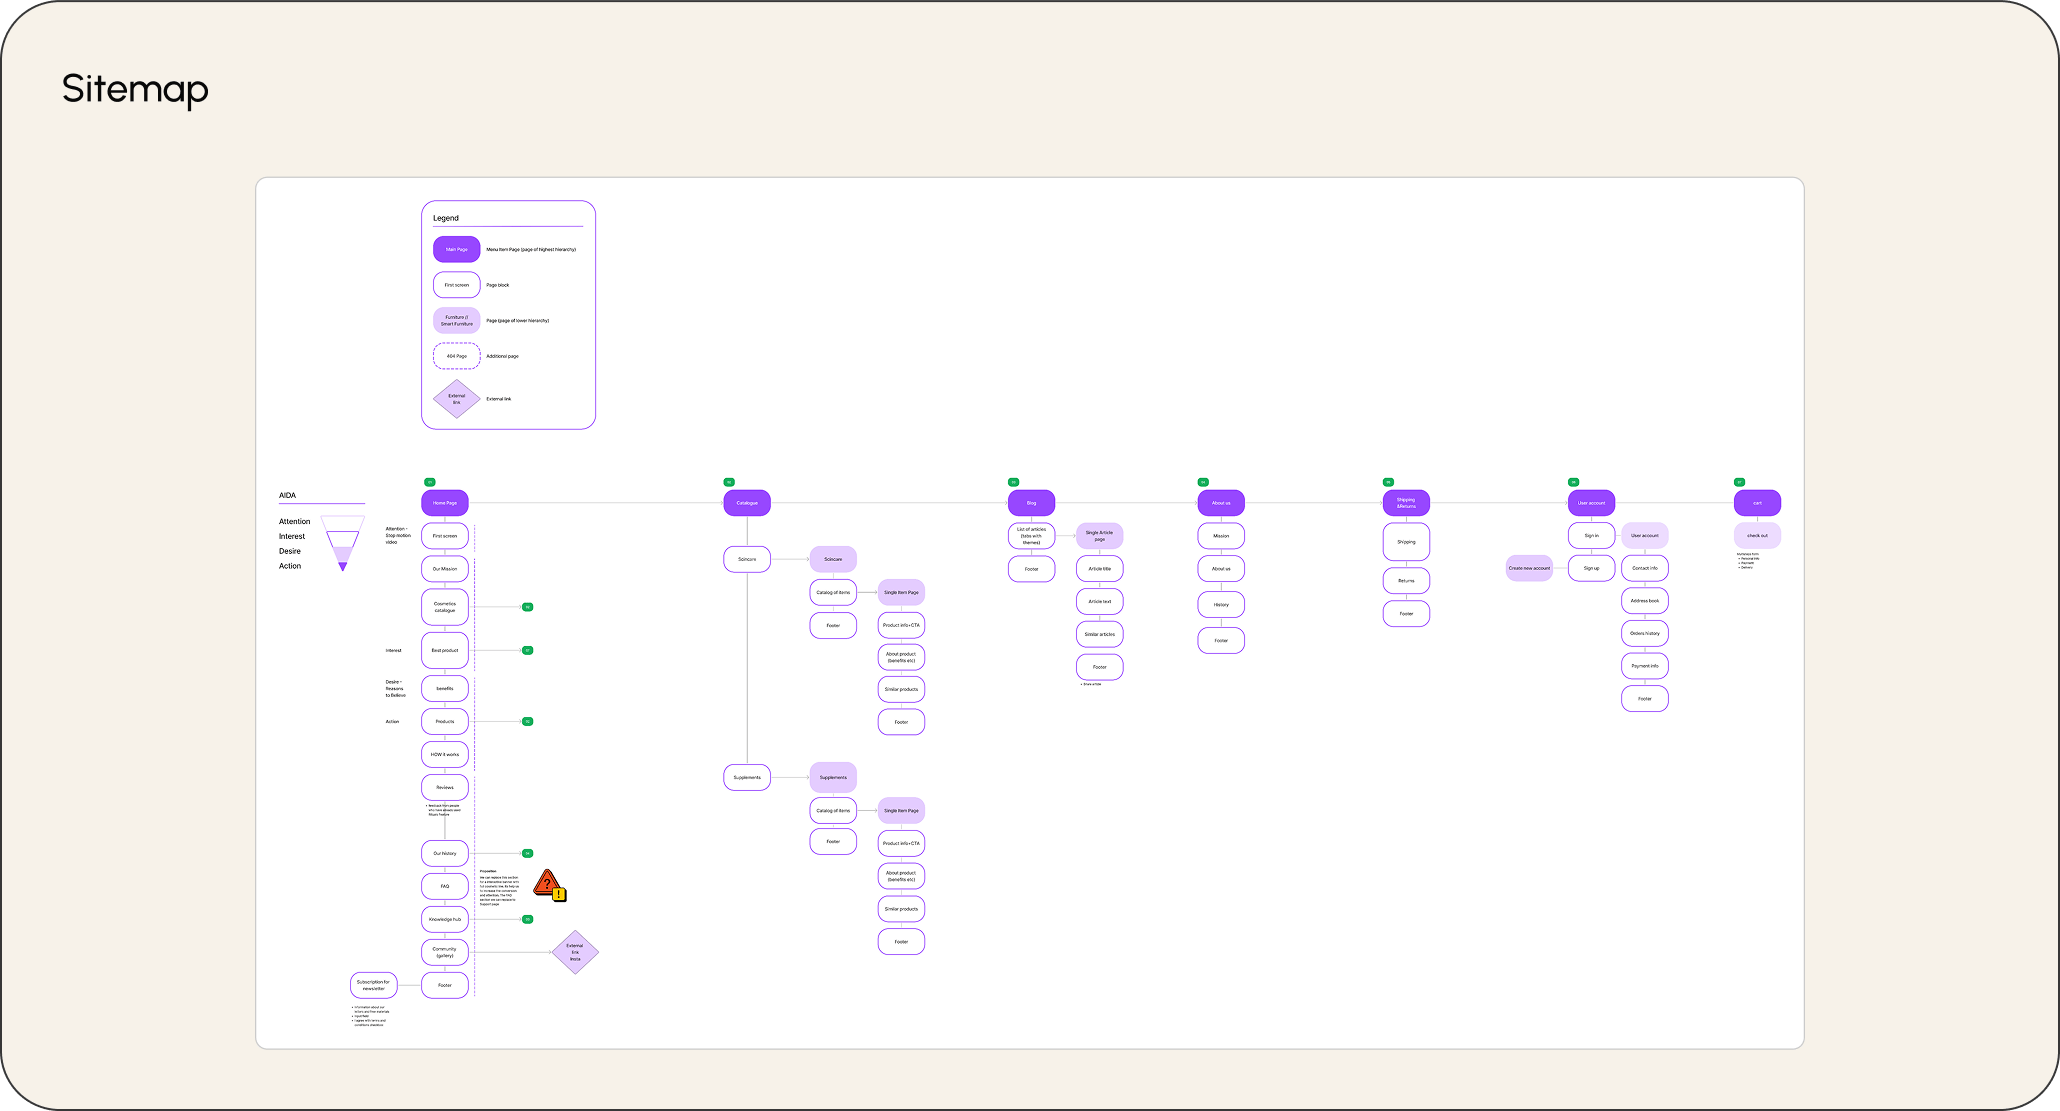 Sitemap
Legend
Main Page
Menu Item Page (page of highest hierarchy)
First screen
Page block
Furniture //
Smart Furniture
Page (page of lower hierarchy)
404 Page
Additional page
External
link
External link
AIDA
Attention
Interest
Desire
Action
Attention -
Stop motion
video
Interest
Desire -
Reasons
to Believe
Action
01
Home Page
First screen
Our Mission
Cosmetics
catalogue
Best product
benefits
Products
HOW it works
Reviews
Our history
FAQ
Knowledge hub
Community
(gallery)
Footer
Proposition
External
link
Insta
Subscription for
newsletter
02
Catalogue
Scincare
Scincare
Catalog of items
Footer
Single Item Page
Product info+CTA
About product
(benefits etc)
Similar products
Footer
Supplements
Supplements
Catalog of items
Footer
Single Item Page
Product info+CTA
About product
(benefits etc)
Similar products
Footer
03
Blog
List of articles
(tabs with
themes)
Footer
Single Article
page
Article title
Article text
Similar articles
Footer
04
About us
Mission
About us
History
Footer
05
Shipping
&Returns
Shipping
Returns
Footer
06
User account
Sign in
Sign up
Create new account
User account
Contact info
Address book
Orders history
Payment info
Footer
07
cart
check out